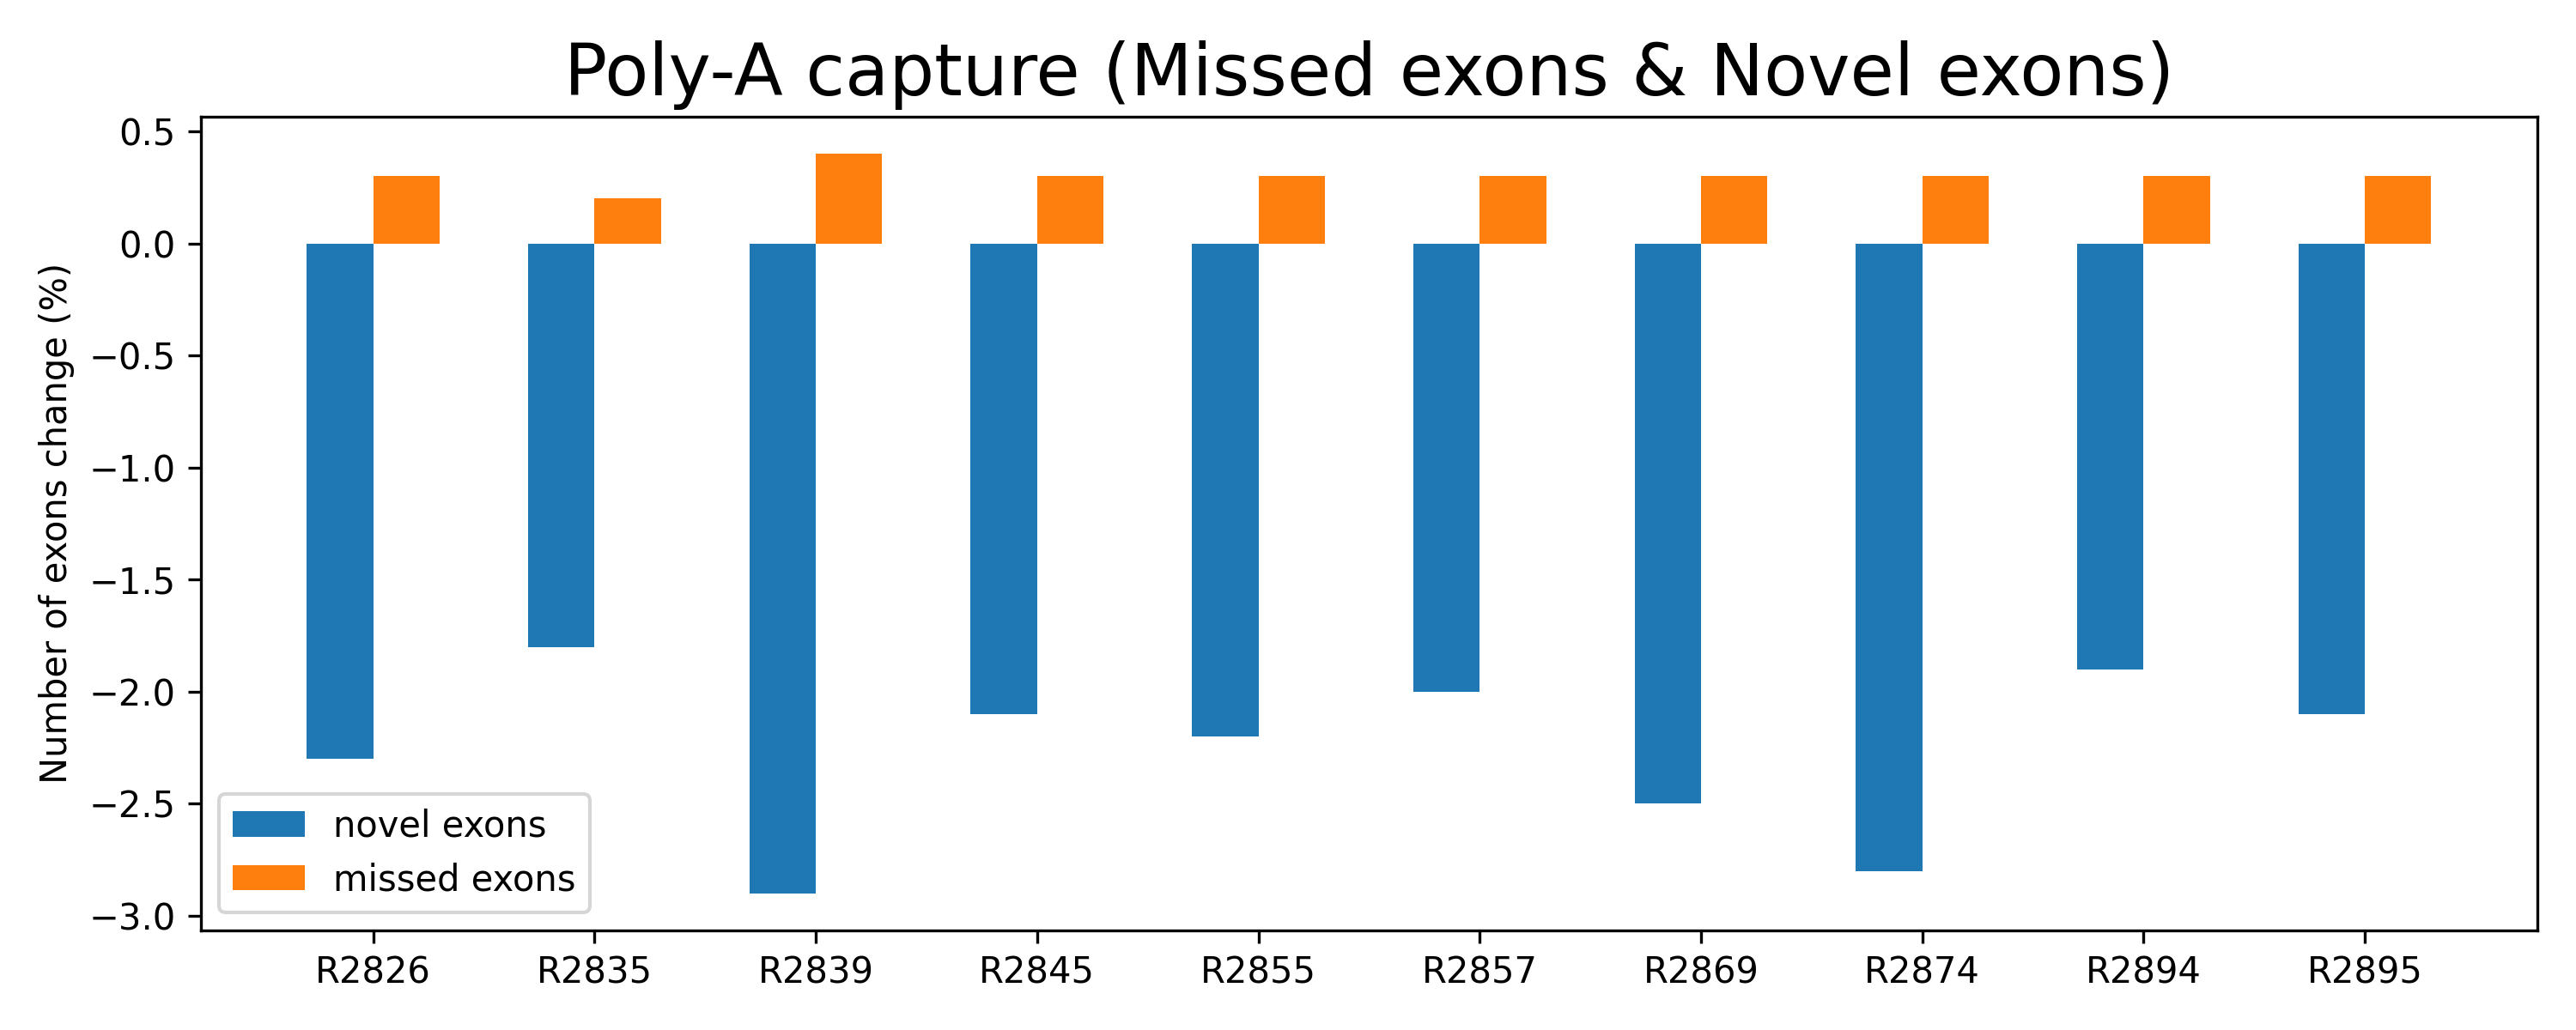 Poly-A capture (Missed exons & Novel exons)
Number of exons change (%)
0.5
0.0
−0.5
−1.0
−1.5
−2.0
−2.5
−3.0
novel exons
missed exons
R2826 R2835 R2839 R2845 R2855 R2857 R2869 R2874 R2894 R2895